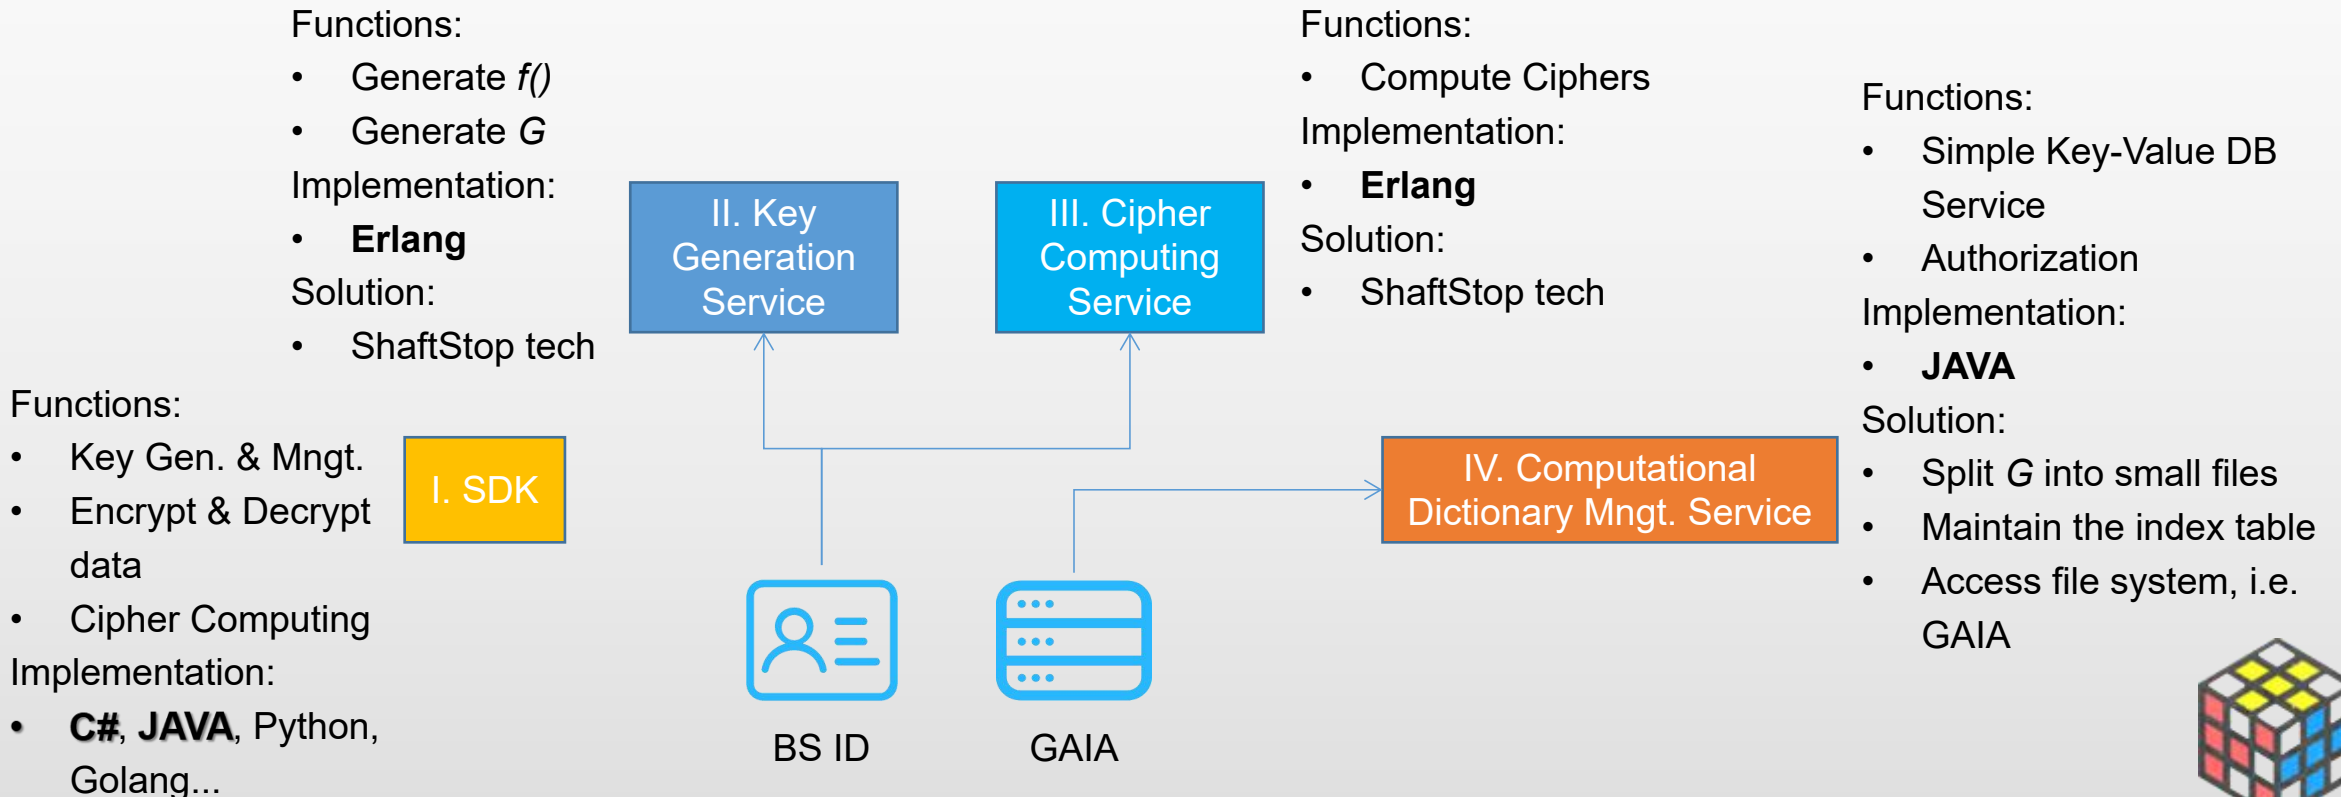 Functions:
• Generate f()
• Generate G
Implementation:
• Erlang
Solution:
• ShaftStop tech
II. Key
Generation
Service
III. Cipher
Computing
Service
Functions:
• Compute Ciphers
Implementation:
• Erlang
Solution:
• ShaftStop tech
Functions:
• Simple Key-Value DB
Service
• Authorization
Implementation:
• JAVA
Solution:
• Split G into small files
• Maintain the index table
• Access file system, i.e.
GAIA
Functions:
• Key Gen. & Mngt.
• Encrypt & Decrypt
data
• Cipher Computing
Implementation:
• C#, JAVA, Python,
Golang...
I. SDK
IV. Computational
Dictionary Mngt. Service
BS ID
GAIA